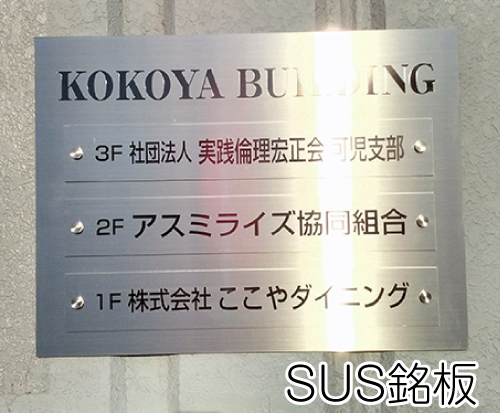 KOKOYA BUILDING
3F 社団法人 実践倫理宏正会 可児支部
2F アスミライズ協同組合
1F 株式会社 ここやダイニング
SUS銘板